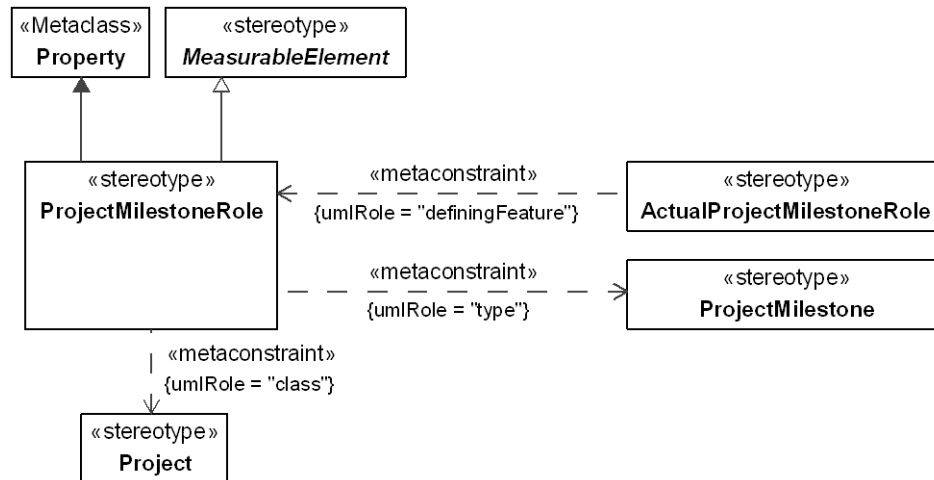 «Metaclass»
Property
«stereotype»
MeasurableElement
«stereotype»
ProjectMilestoneRole
«metaconstraint»
{umlRole = "definingFeature"}
«stereotype»
ActualProjectMilestoneRole
«metaconstraint»
{umlRole = "type"}
«stereotype»
ProjectMilestone
«metaconstraint»
{umlRole = "class"}
«stereotype»
Project